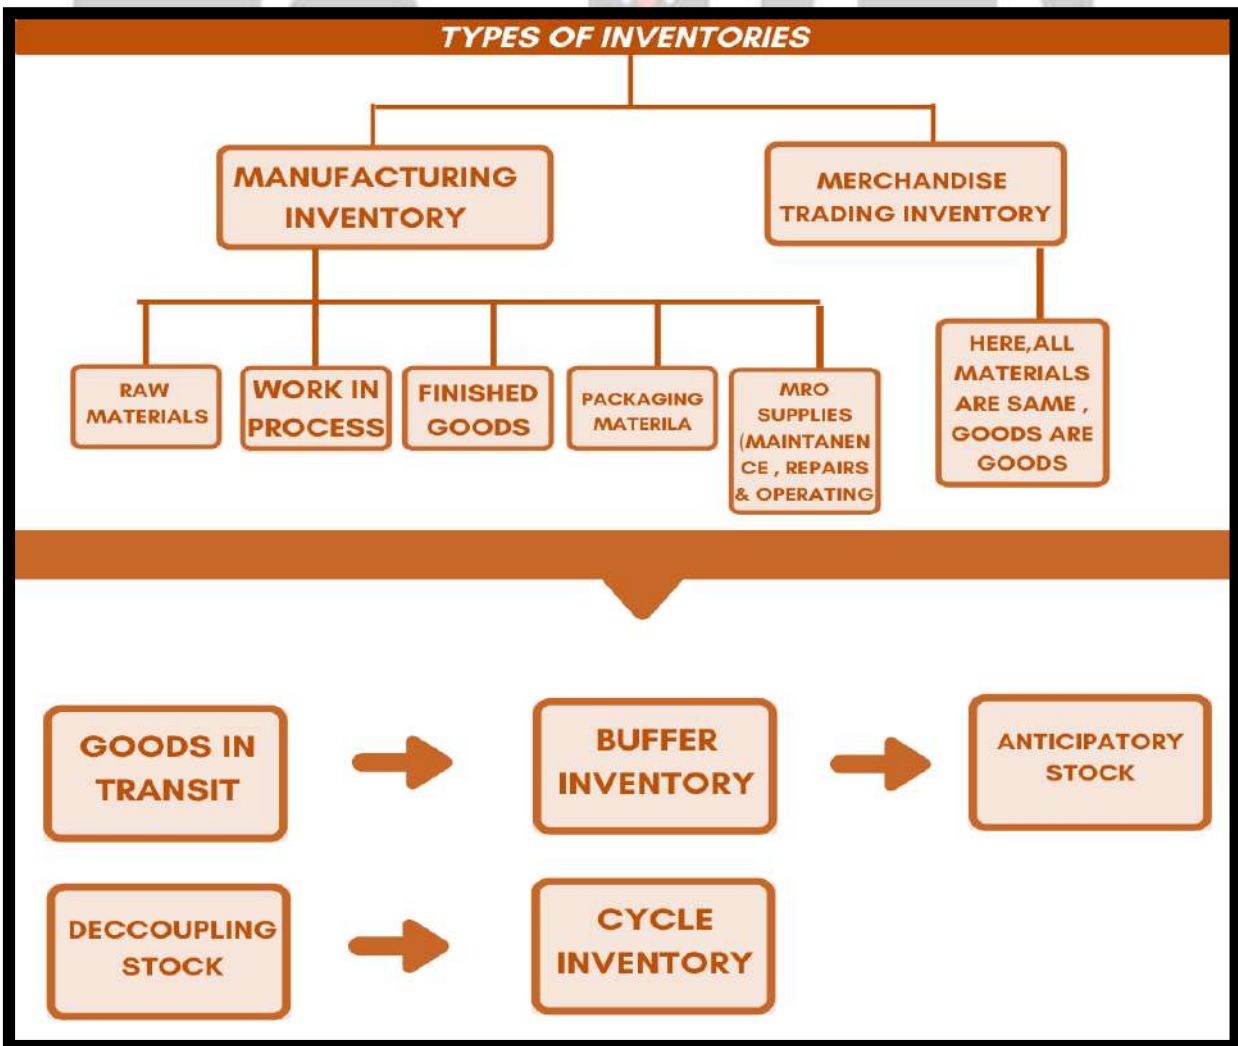 TYPES OF INVENTORIES
MANUFACTURING
INVENTORY
MERCHANDISE
TRADING INVENTORY
RAW
MATERIALS
WORK IN
PROCESS
FINISHED
GOODS
PACKAGING
MATERILA
MRO
SUPPLIES
(MAINTANEN
CE , REPAIRS
& OPERATING
HERE,ALL
MATERIALS
ARE SAME ,
GOODS ARE
GOODS
GOODS IN
TRANSIT
BUFFER
INVENTORY
ANTICIPATORY
STOCK
DECCOUPLING
STOCK
CYCLE
INVENTORY